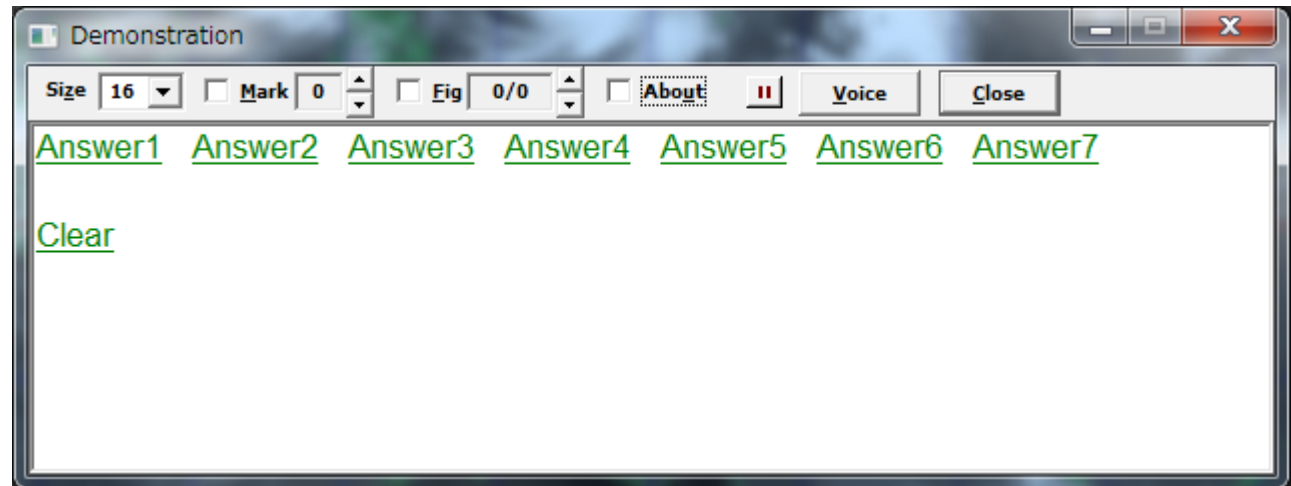 Demonstration
Size 16 Mark 0 Fig 0/0 About Voice Close
Answer1 Answer2 Answer3 Answer4 Answer5 Answer6 Answer7
Clear